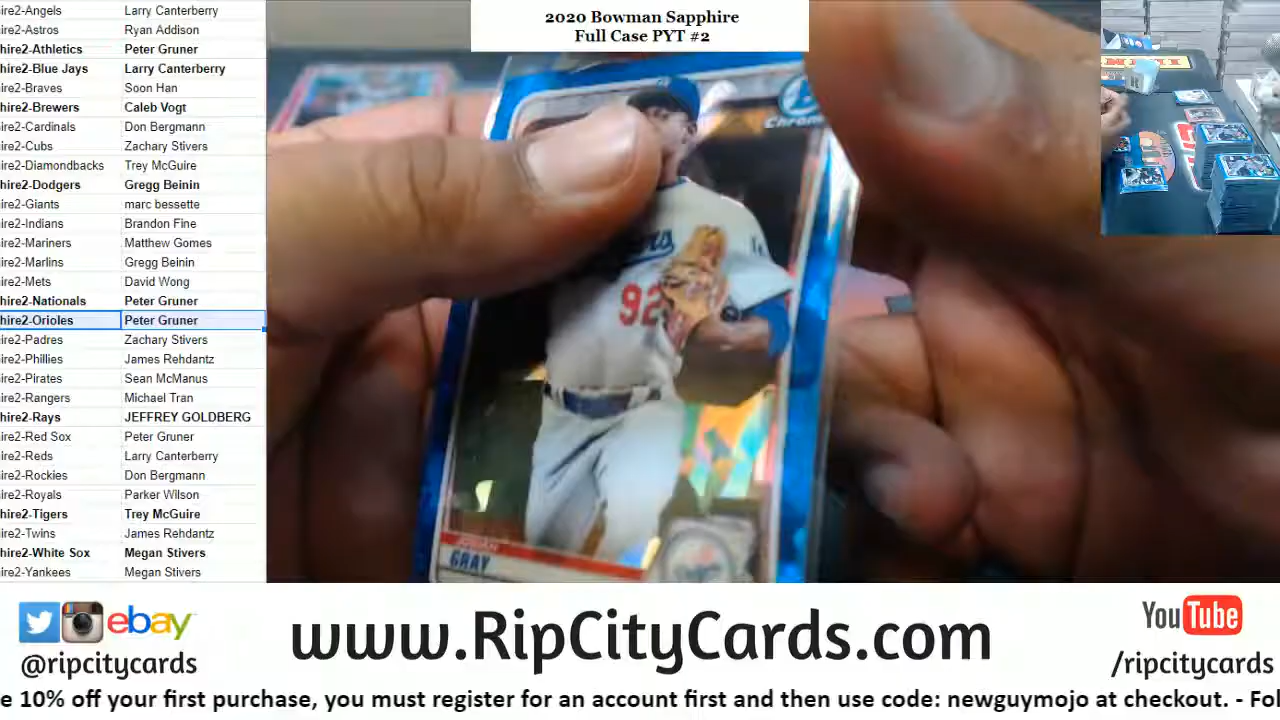 2020 Bowman Sapphire
Full Case PYT #2
ire2-Angels Larry Canterberry
ire2-Astros Ryan Addison
hire2-Athletics Peter Gruner
hire2-Blue Jays Larry Canterberry
ire2-Braves Soon Han
hire2-Brewers Caleb Vogt
ire2-Cardinals Don Bergmann
ire2-Cubs Zachary Stivers
ire2-Diamondbacks Trey McGuire
hire2-Dodgers Gregg Beinin
ire2-Giants marc bessette
ire2-Indians Brandon Fine
ire2-Mariners Matthew Gomes
ire2-Marlins Gregg Beinin
ire2-Mets David Wong
hire2-Nationals Peter Gruner
hire2-Orioles Peter Gruner
ire2-Padres Zachary Stivers
ire2-Phillies James Rehdantz
ire2-Pirates Sean McManus
ire2-Rangers Michael Tran
hire2-Rays JEFFREY GOLDBERG
ire2-Red Sox Peter Gruner
ire2-Reds Larry Canterberry
ire2-Rockies Don Bergmann
ire2-Royals Parker Wilson
hire2-Tigers Trey McGuire
ire2-Twins James Rehdantz
hire2-White Sox Megan Stivers
ire2-Yankees Megan Stivers
Chrom
92
GRAY
ebay
@ripcitycards
www.RipCityCards.com
YouTube
/ripcitycards
e 10% off your first purchase, you must register for an account first and then use code: newguymojo at checkout. - Fol